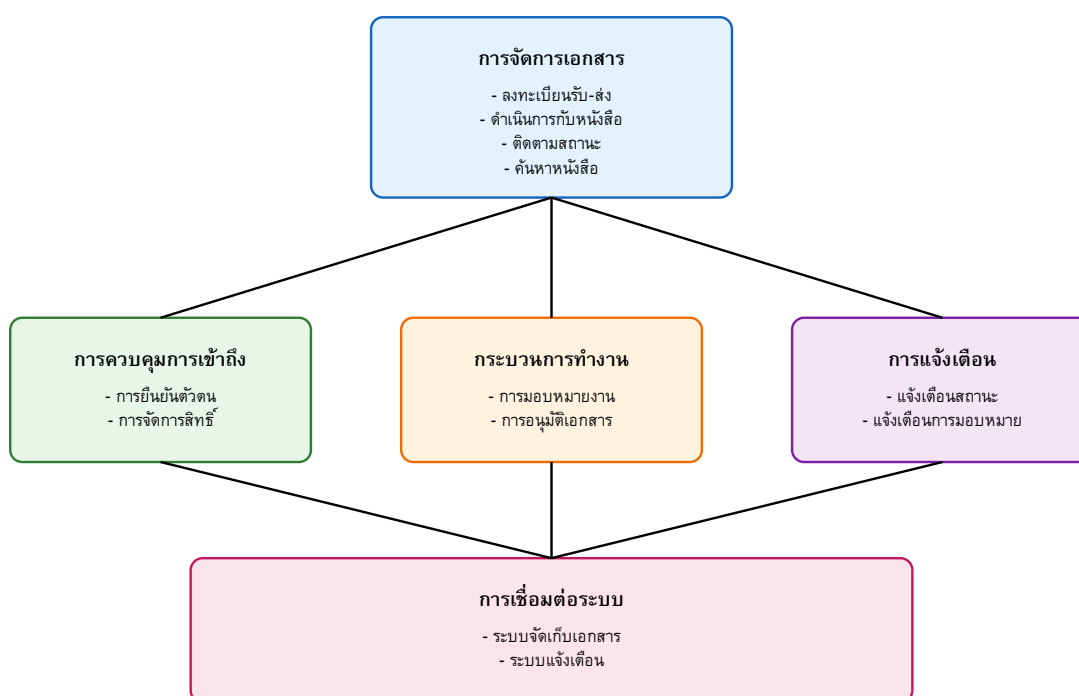 การจัดการเอกสาร
- ลงทะเบียนรับ-ส่ง
- ดำเนินการกับหนังสือ
- ติดตามสถานะ
- ค้นหาหนังสือ
การควบคุมการเข้าถึง
- การยืนยันตัวตน
- การจัดการสิทธิ์
กระบวนการทำงาน
- การมอบหมายงาน
- การอนุมัติเอกสาร
การแจ้งเตือน
- แจ้งเตือนสถานะ
- แจ้งเตือนการมอบหมาย
การเชื่อมต่อระบบ
- ระบบจัดเก็บเอกสาร
- ระบบแจ้งเตือน